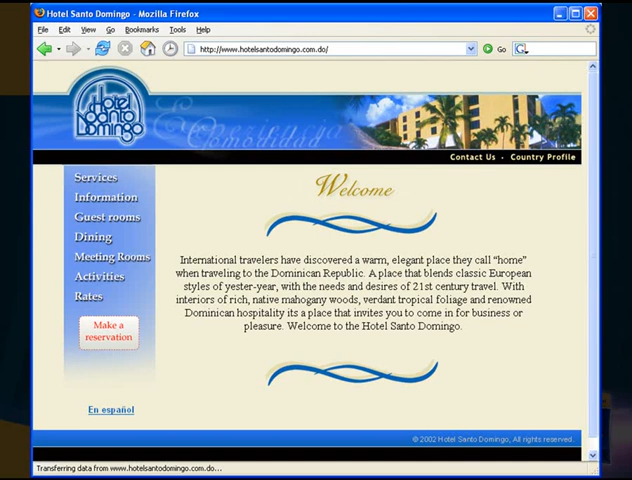 Hotel Santo Domingo - Mozilla Firefox
File Edit View Go Bookmarks Tools Help
http://www.hotelsantodomingo.com.do/ Go
Hotel
Santo
Domingo
Experiencia
Comodidad
Contact Us - Country Profile
Services
Information
Guest rooms
Dining
Meeting Rooms
Activities
Rates
Make a
reservation
En español
Welcome
International travelers have discovered a warm, elegant place they call “home”
when traveling to the Dominican Republic. A place that blends classic European
styles of yester-year, with the needs and desires of 21st century travel. With
interiors of rich, native mahogany woods, verdant tropical foliage and renowned
Dominican hospitality its a place that invites you to come in for business or
pleasure. Welcome to the Hotel Santo Domingo.
© 2002 Hotel Santo Domingo, All rights reserved.
Transferring data from www.hotelsantodomingo.com.do...